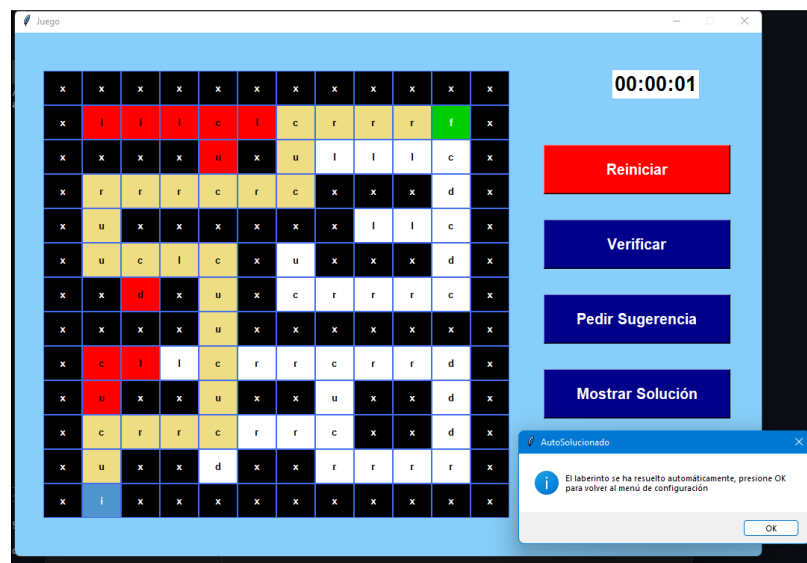 Juego
x x x x x x x x x x x x
00:00:01
x l l l c l c r r r f x
x x x x u x u l l l c x
Reiniciar
x r r r c r c x x x d x
x u x x x x x x l l c x
Verificar
x u c l c x u x x x d x
x x d x u x c r r r c x
Pedir Sugerencia
x x x x u x x x x x x x
x c l l c r r c r r d x
x u x x u x x u x x d x
Mostrar Solución
x c r r c r r c x x d x
AutoSolucionado
x u x x d x x r r r r x
El laberinto se ha resuelto automáticamente, presione OK
para volver al menú de configuración
x i x x x x x x x x x x
OK